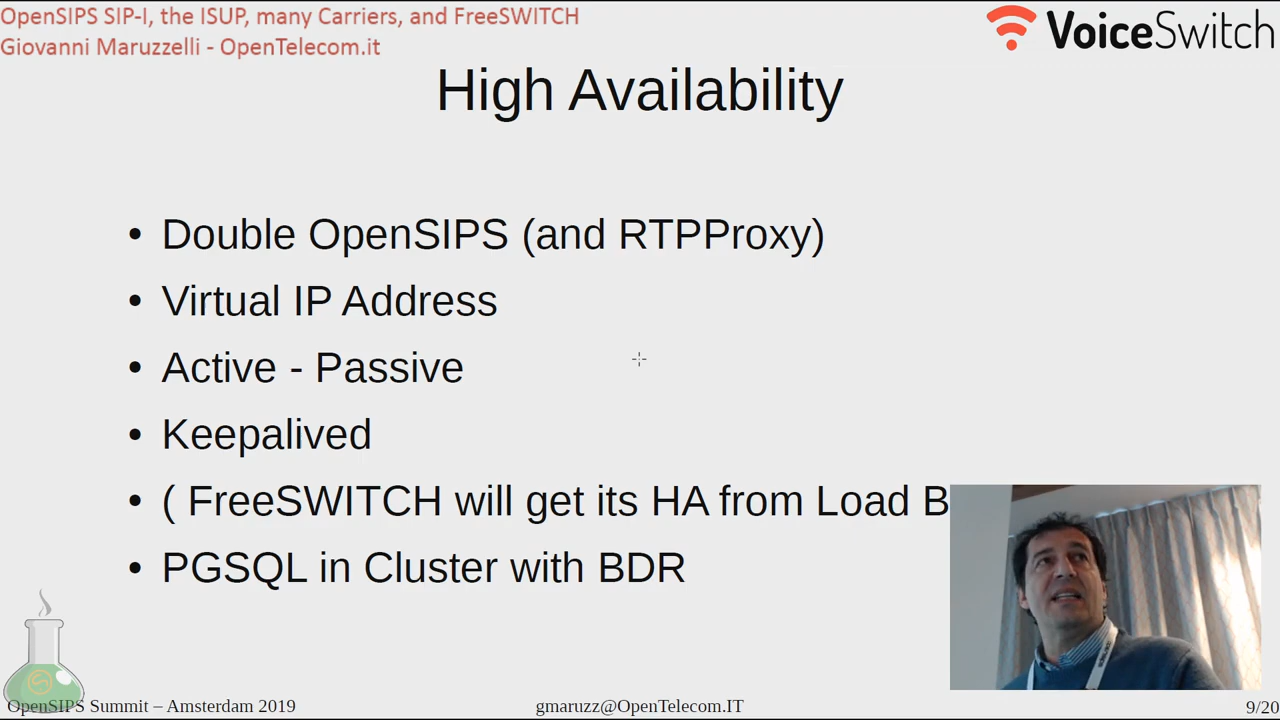 OpenSIPS SIP-I, the ISUP, many Carriers, and FreeSWITCH
Giovanni Maruzzelli - OpenTelecom.it
VoiceSwitch
High Availability
• Double OpenSIPS (and RTPProxy)
• Virtual IP Address
• Active - Passive
• Keepalived
• ( FreeSWITCH will get its HA from Load B
• PGSQL in Cluster with BDR
OpenSIPS Summit – Amsterdam 2019
gmaruzz@OpenTelecom.IT
9/20